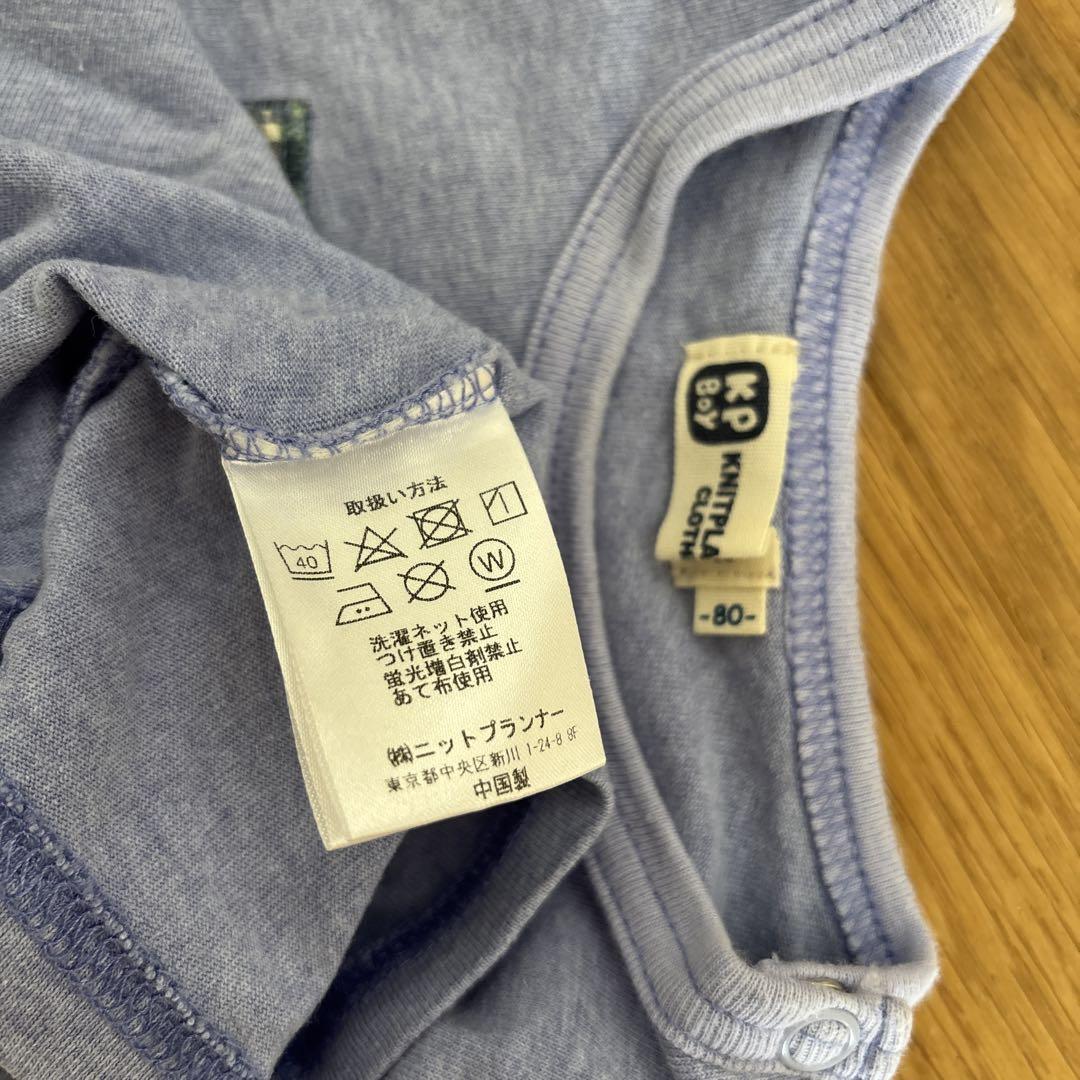 取扱い方法
40
W
洗濯ネット使用
つけ置き禁止
蛍光増白剤禁止
あて布使用
(株)ニットプランナー
東京都中央区新川 1-24-8 8F
中国製
KP
Boy
KNITTPLA
CLOTH
-80-